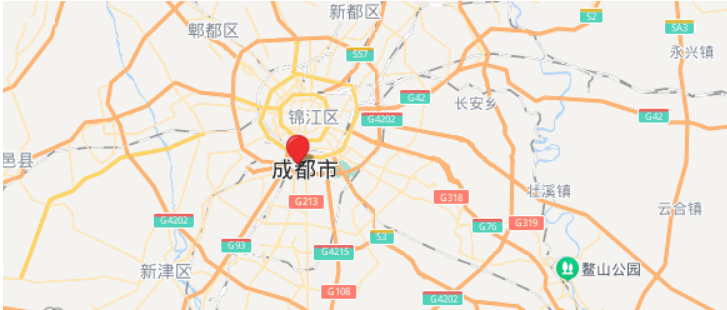 新都区
郫都区
S2
SA3
永兴镇
S57
G42
长安乡
锦江区
G4202
G42
邑县
成都市
G213
G318
壮溪镇
云合镇
G4202
G76
G319
G93
S3
G4215
新津区
鳌山公园
G108
G4202